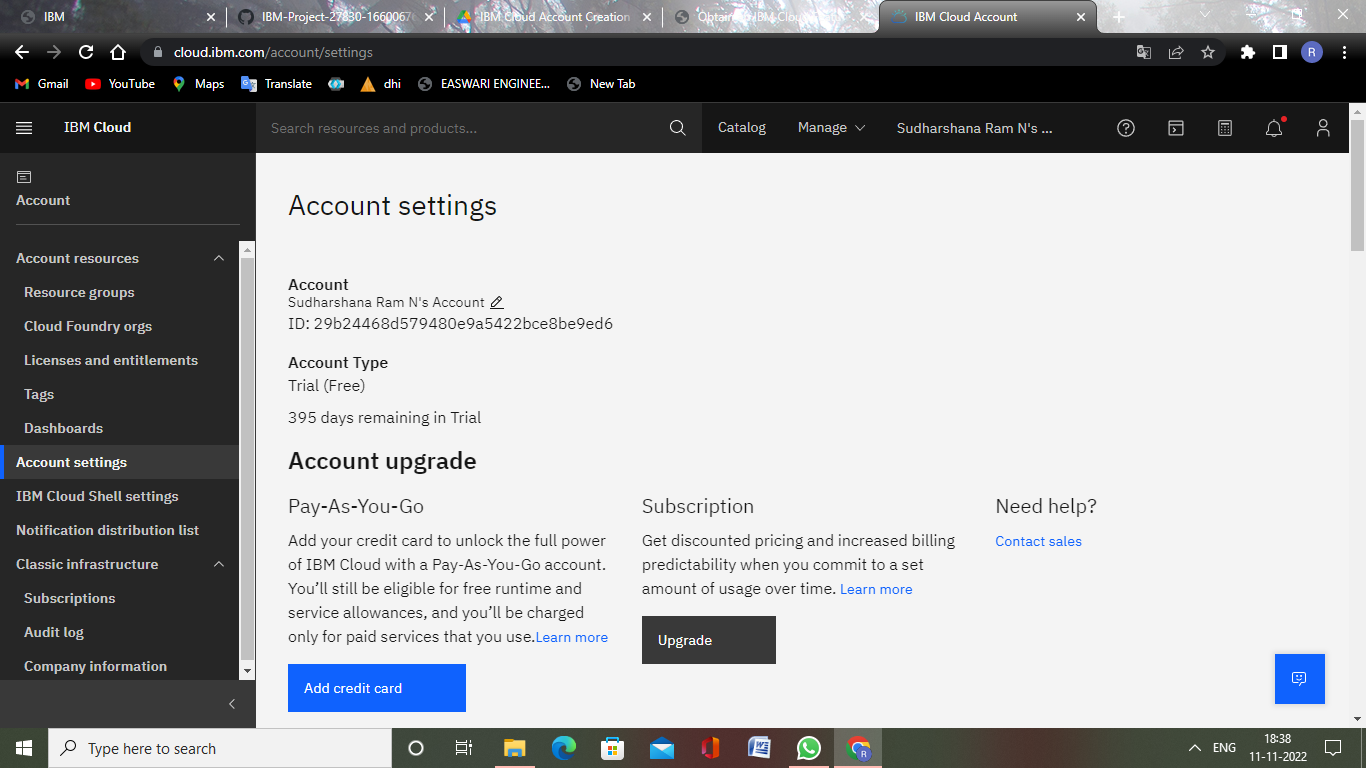 IBM
IBM-Project-27830-1660067
IBM Cloud Account Creation
IBM Cloud Account
cloud.ibm.com/account/settings
R
Gmail
YouTube
Maps
Translate
dhi
EASWARI ENGINEE...
New Tab
IBM Cloud
Search resources and products...
Catalog
Manage
Sudharshana Ram N's ...
Account
Account resources
Resource groups
Cloud Foundry orgs
Licenses and entitlements
Tags
Dashboards
Account settings
IBM Cloud Shell settings
Notification distribution list
Classic infrastructure
Subscriptions
Audit log
Company information
Account settings
Account
Sudharshana Ram N's Account
ID: 29b24468d579480e9a5422bce8be9ed6
Account Type
Trial (Free)
395 days remaining in Trial
Account upgrade
Pay-As-You-Go
Add your credit card to unlock the full power
of IBM Cloud with a Pay-As-You-Go account.
You’ll still be eligible for free runtime and
service allowances, and you’ll be charged
only for paid services that you use.Learn more
Add credit card
Subscription
Get discounted pricing and increased billing
predictability when you commit to a set
amount of usage over time. Learn more
Upgrade
Need help?
Contact sales
Type here to search
R
ENG
18:38
11-11-2022